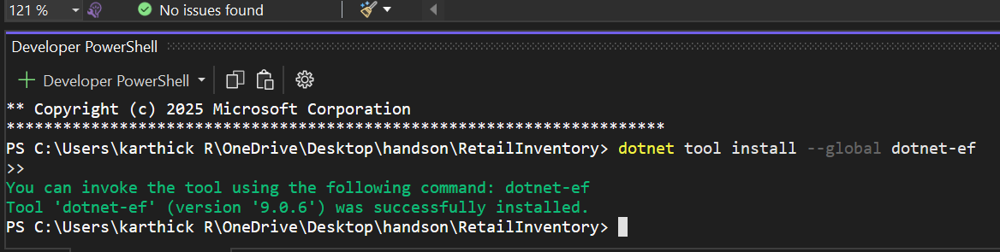 121 %
No issues found
Developer PowerShell
Developer PowerShell
** Copyright (c) 2025 Microsoft Corporation
**********************************************************************
PS C:\Users\karthick R\OneDrive\Desktop\handson\RetailInventory> dotnet tool install --global dotnet-ef
>>
You can invoke the tool using the following command: dotnet-ef
Tool 'dotnet-ef' (version '9.0.6') was successfully installed.
PS C:\Users\karthick R\OneDrive\Desktop\handson\RetailInventory>